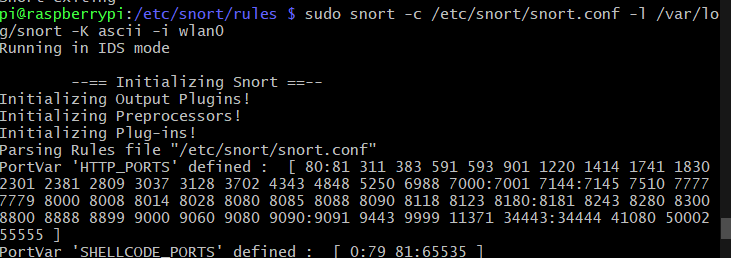 pi@raspberrypi:/etc/snort/rules $ sudo snort -c /etc/snort/snort.conf -l /var/lo
g/snort -K ascii -i wlan0
Running in IDS mode
--== Initializing Snort ==--
Initializing Output Plugins!
Initializing Preprocessors!
Initializing Plug-ins!
Parsing Rules file "/etc/snort/snort.conf"
PortVar 'HTTP_PORTS' defined :  [ 80:81 311 383 591 593 901 1220 1414 1741 1830
2301 2381 2809 3037 3128 3702 4343 4848 5250 6988 7000:7001 7144:7145 7510 7777
7779 8000 8008 8014 8028 8080 8085 8088 8090 8118 8123 8180:8181 8243 8280 8300
8800 8888 8899 9000 9060 9080 9090:9091 9443 9999 11371 34443:34444 41080 50002
55555 ]
PortVar 'SHELLCODE_PORTS' defined :  [ 0:79 81:65535 ]